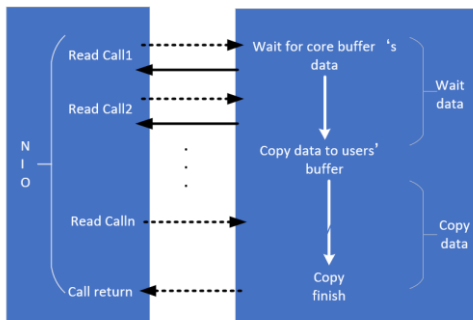 Read Call1
Wait for core buffer‘s
data
Wait
data
Read Call2
N
I
O
Copy data to users’
buffer
Read Calln
Copy
data
Call return
Copy
finish